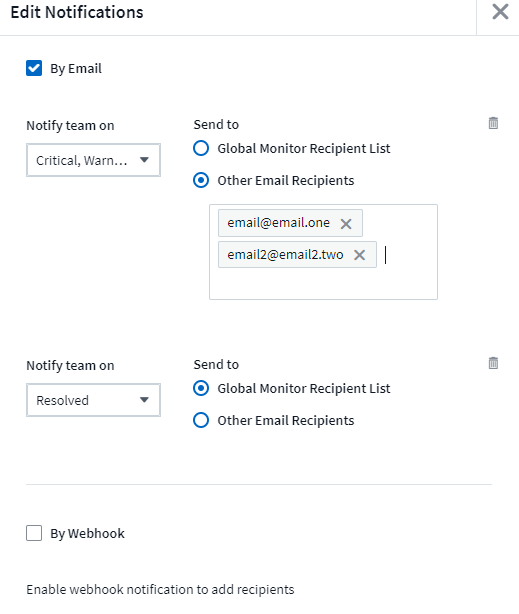 Edit Notifications
By Email
Notify team on
Send to
Critical, Warn...
Global Monitor Recipient List
Other Email Recipients
email@email.one
email2@email2.two
Notify team on
Send to
Resolved
Global Monitor Recipient List
Other Email Recipients
By Webhook
Enable webhook notification to add recipients